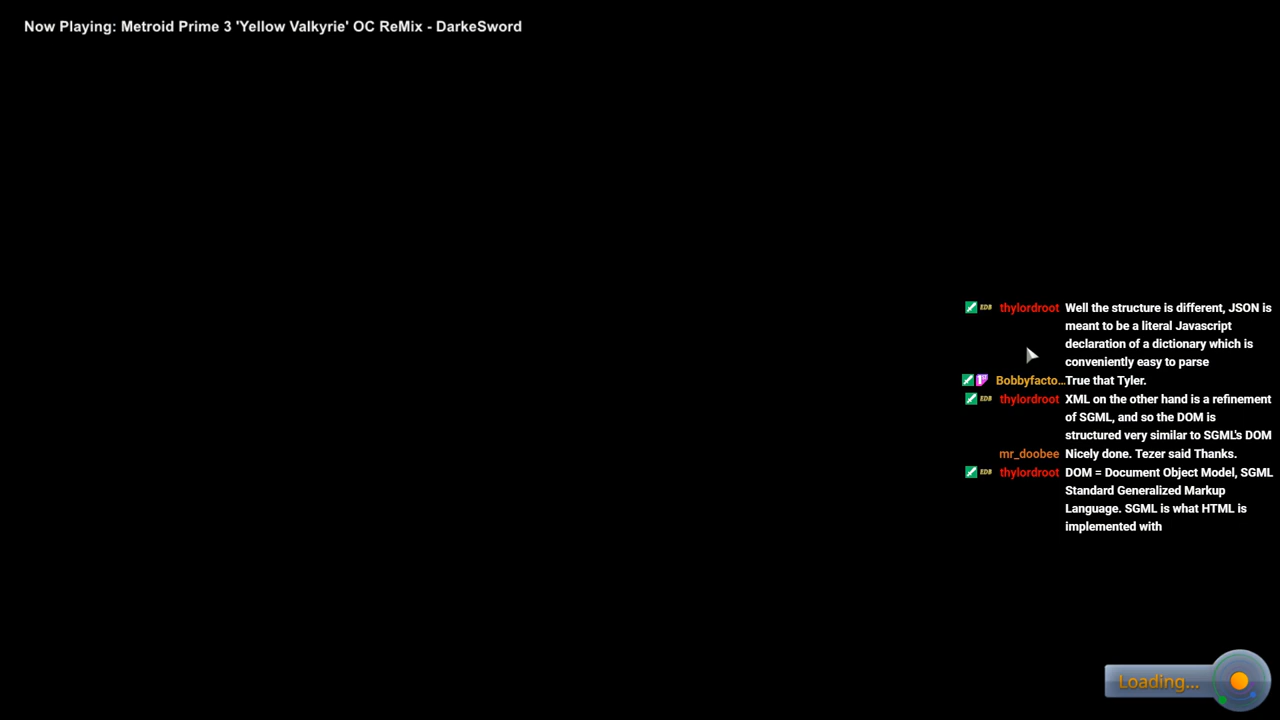 Now Playing: Metroid Prime 3 'Yellow Valkyrie' OC ReMix - DarkeSword
EDB thylordroot Well the structure is different, JSON is
meant to be a literal Javascript
declaration of a dictionary which is
conveniently easy to parse
1 Bobbyfacto... True that Tyler.
EDB thylordroot XML on the other hand is a refinement
of SGML, and so the DOM is
structured very similar to SGML's DOM
mr_doobee Nicely done. Tezer said Thanks.
EDB thylordroot DOM = Document Object Model, SGML
Standard Generalized Markup
Language. SGML is what HTML is
implemented with
Loading...